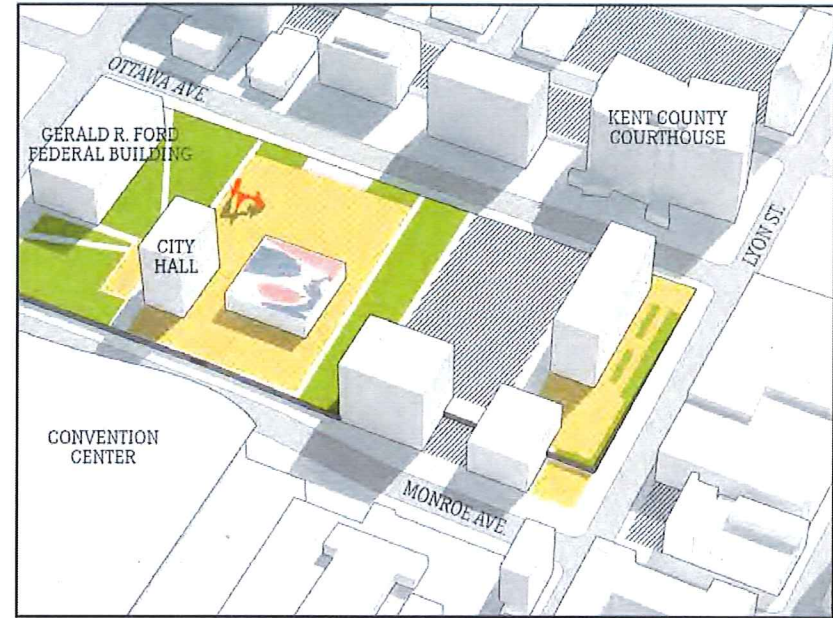 OTTAWA AVE.
GERALD R. FORD
FEDERAL BUILDING
KENT COUNTY
COURTHOUSE
CITY
HALL
LYON ST.
CONVENTION
CENTER
MONROE AVE.